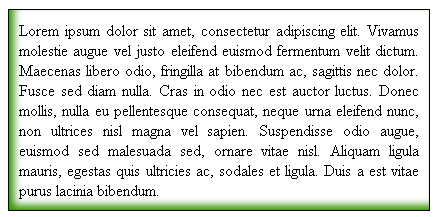 Lorem ipsum dolor sit amet, consectetur adipiscing elit. Vivamus
molestie augue vel justo eleifend euismod fermentum velit dictum.
Maecenas libero odio, fringilla at bibendum ac, sagittis nec dolor.
Fusce sed diam nulla. Cras in odio nec est auctor luctus. Donec
mollis, nulla eu pellentesque consequat, neque urna eleifend nunc,
non ultrices nisl magna vel sapien. Suspendisse odio augue,
euismod sed malesuada sed, ornare vitae nisl. Aliquam ligula
mauris, egestas quis ultricies ac, sodales et ligula. Duis a est vitae
purus lacinia bibendum.